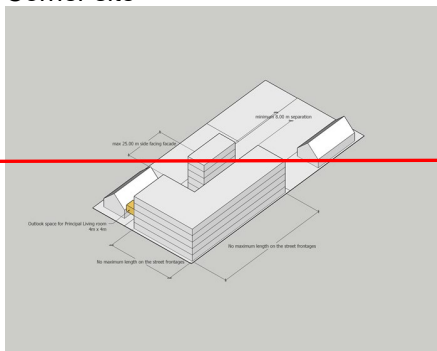 Corner site
minimum 8.00 m separation
max 25.00 m side facing facade
Outlook space for Principal Living room
4m x 4m
No maximum length on the street frontages
No maximum length on the street frontages